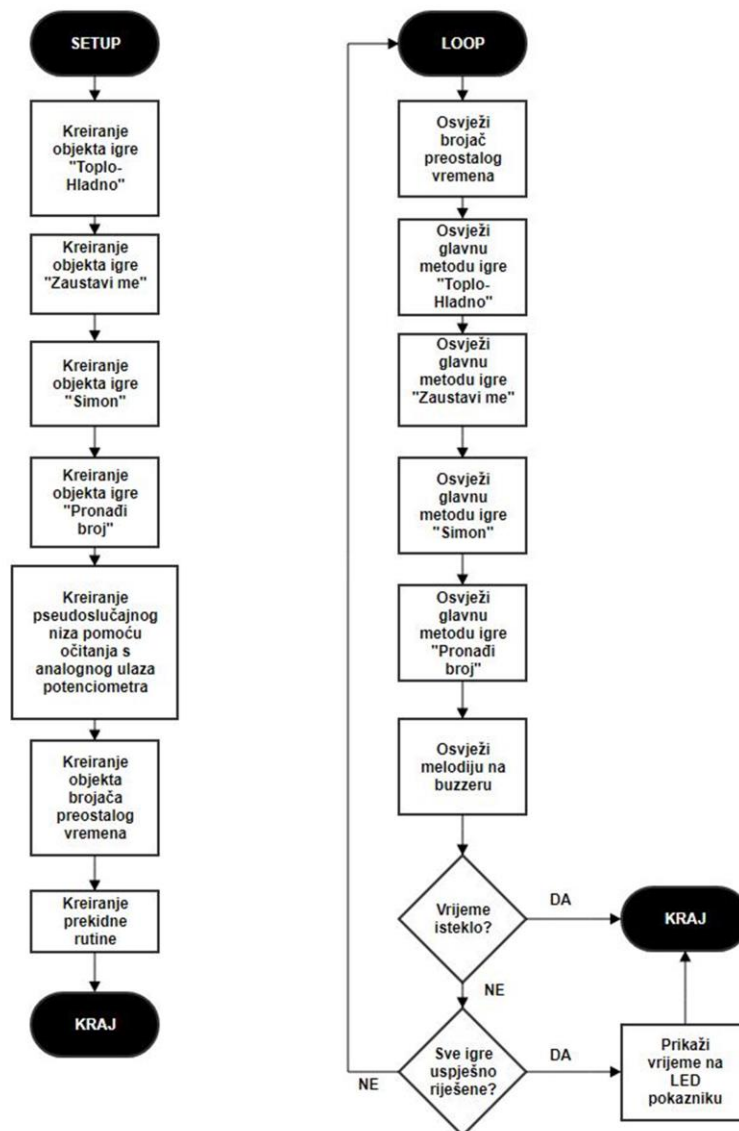 SETUP
Kreiranje
objekta igre
"Toplo-
Hladno"
Kreiranje
objekta igre
"Zaustavi me"
Kreiranje
objekta igre
"Simon"
Kreiranje
objekta igre
"Pronađi
broj"
Kreiranje
pseudoslučajnog
niza pomoću
očitanja s
analognog ulaza
potenciometra
Kreiranje
objekta
brojača
preostalog
vremena
Kreiranje
prekidne
rutine
KRAJ
LOOP
Osvježi
brojač
preostalog
vremena
Osvježi
glavnu
metodu igre
"Toplo-
Hladno"
Osvježi
glavnu
metodu igre
"Zaustavi me"
Osvježi
glavnu
metodu igre
"Simon"
Osvježi
glavnu
metodu igre
"Pronađi
broj"
Osvježi
melodiju na
buzzeru
Vrijeme
isteklo?
DA
KRAJ
NE
Sve igre
uspješno
riješene?
DA
NE
Prikaži
vrijeme na
LED
pokazniku